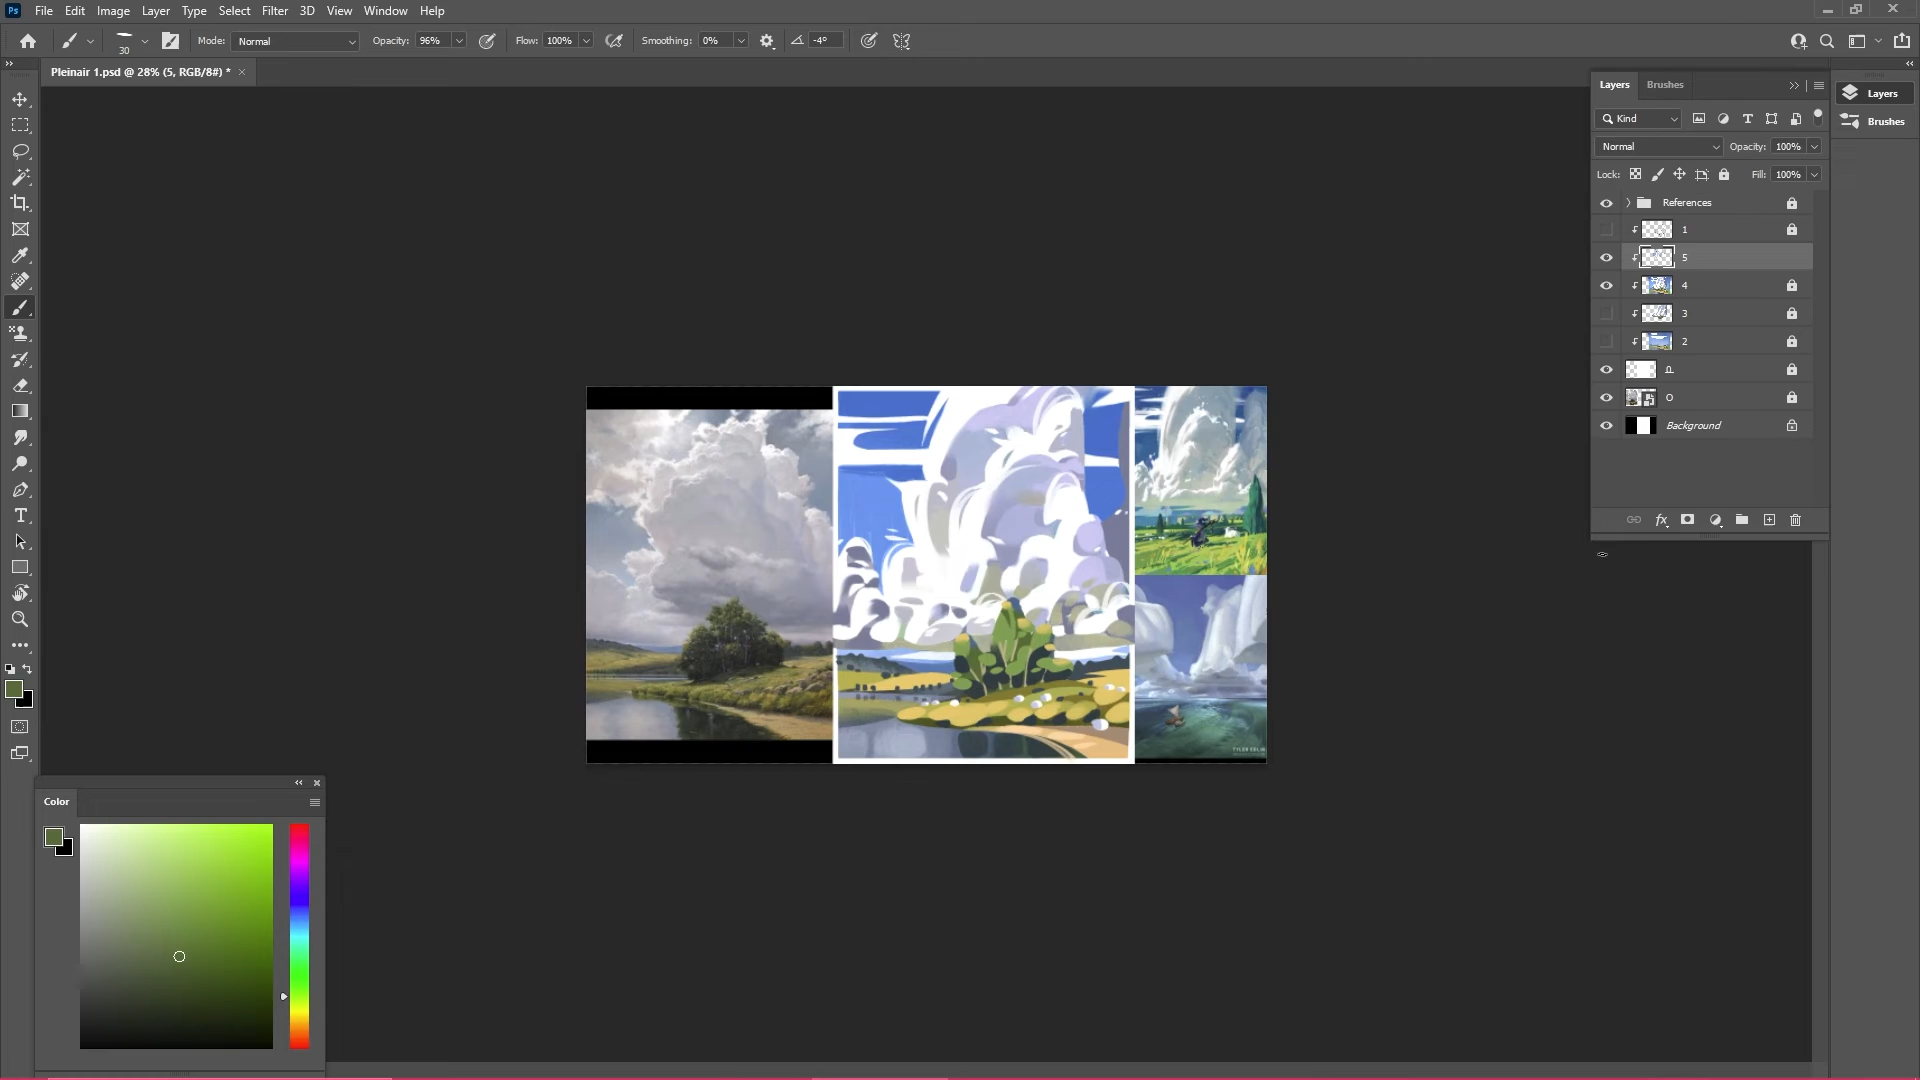 Ps File Edit Image Layer Type Select Filter 3D View Window Help
30 Mode: Normal Opacity: 96% Flow: 100% Smoothing: 0% -4°
Pleinair 1.psd @ 28% (5, RGB/8#) *
Layers Brushes
Kind
Normal Opacity: 100%
Lock: Fill: 100%
References
1
5
4
3
2
O
Background
fx
Layers
Brushes
T
Color